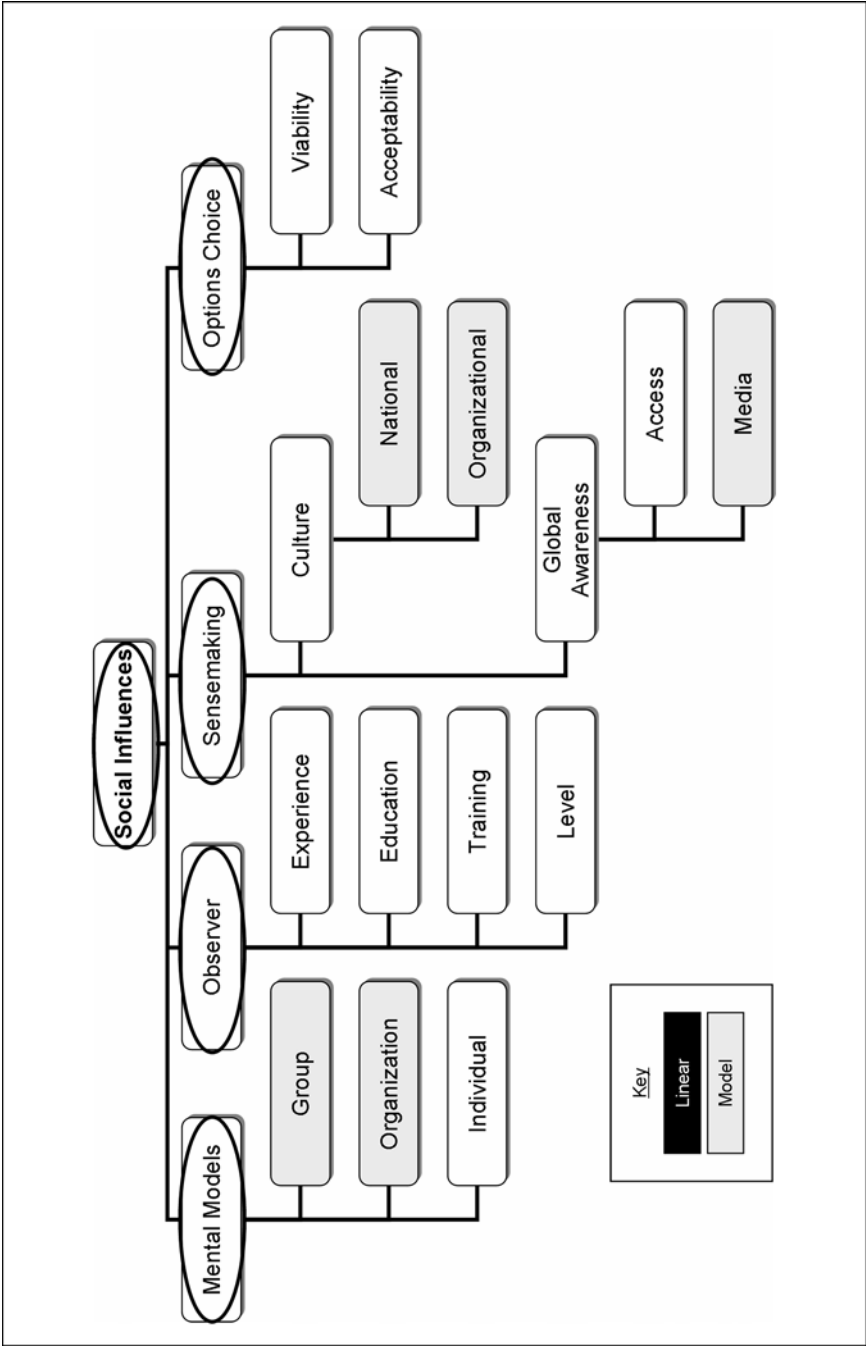 Social Influences
Mental Models
Observer
Sensemaking
Options Choice
Group
Organization
Individual
Experience
Education
Training
Level
Culture
National
Organizational
Global
Awareness
Access
Media
Viability
Acceptability
Key
Linear
Model